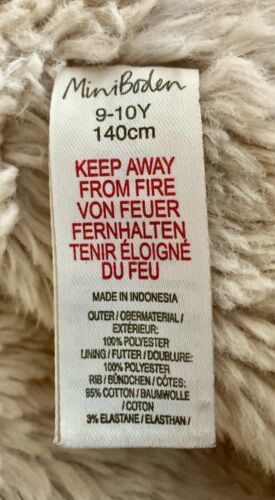 MiniBoden
9-10Y
140cm
KEEP AWAY
FROM FIRE
VON FEUER
FERNHALTEN
TENIR ÉLOIGNÉ
DU FEU
MADE IN INDONESIA
OUTER / OBERMATERIAL /
EXTÉRIEUR:
100% POLYESTER
LINING / FUTTER / DOUBLURE:
100% POLYESTER
RIB / BÜNDCHEN / CÔTES:
95% COTTON / BAUMWOLLE
/ COTON
3% ELASTANE / ELASTHAN /